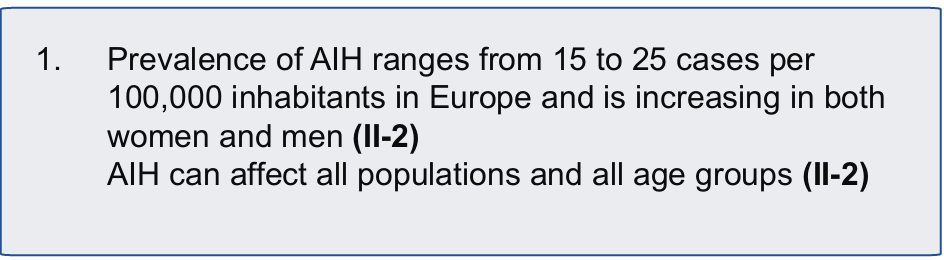 1. Prevalence of AIH ranges from 15 to 25 cases per
100,000 inhabitants in Europe and is increasing in both
women and men (II-2)
AIH can affect all populations and all age groups (II-2)